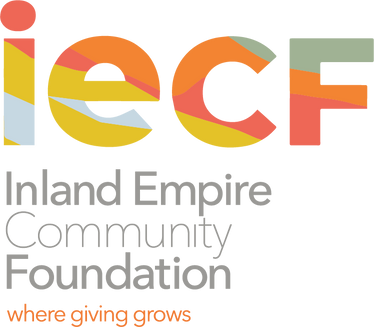 iecF
Inland Empire
Community
Foundation
where giving grows